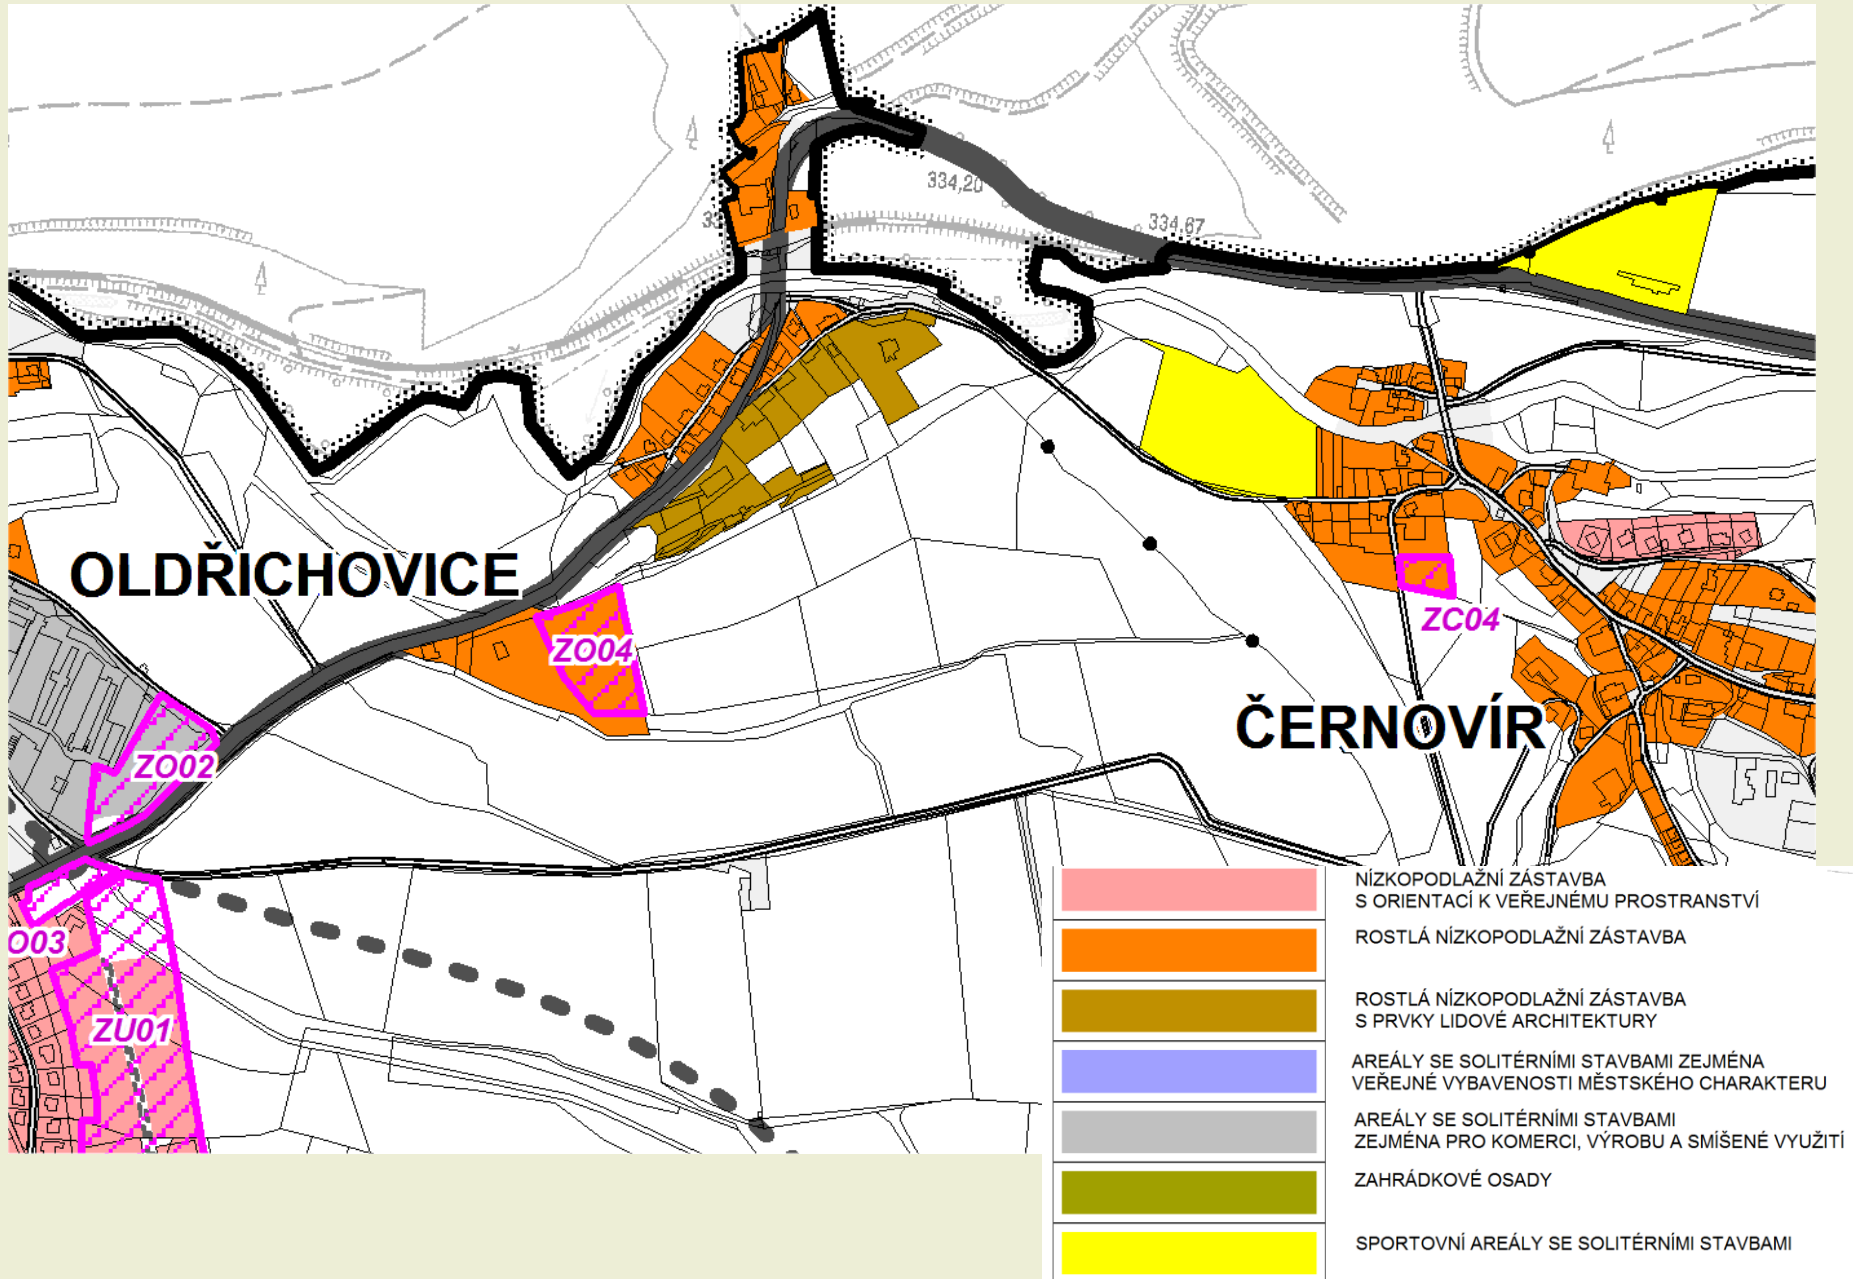 334,20
334,67
33
OLDŘICHOVICE
ZO04
ZC04
ČERNOVÍR
ZO02
O03
ZU01
NÍZKOPODLAŽNÍ ZÁSTAVBA
S ORIENTACÍ K VEŘEJNÉMU PROSTRANSTVÍ
ROSTLÁ NÍZKOPODLAŽNÍ ZÁSTAVBA
ROSTLÁ NÍZKOPODLAŽNÍ ZÁSTAVBA
S PRVKY LIDOVÉ ARCHITEKTURY
AREÁLY SE SOLITÉRNÍMI STAVBAMI ZEJMÉNA
VEŘEJNÉ VYBAVENOSTI MĚSTSKÉHO CHARAKTERU
AREÁLY SE SOLITÉRNÍMI STAVBAMI
ZEJMÉNA PRO KOMERCI, VÝROBU A SMÍŠENÉ VYUŽITÍ
ZAHRÁDKOVÉ OSADY
SPORTOVNÍ AREÁLY SE SOLITÉRNÍMI STAVBAMI